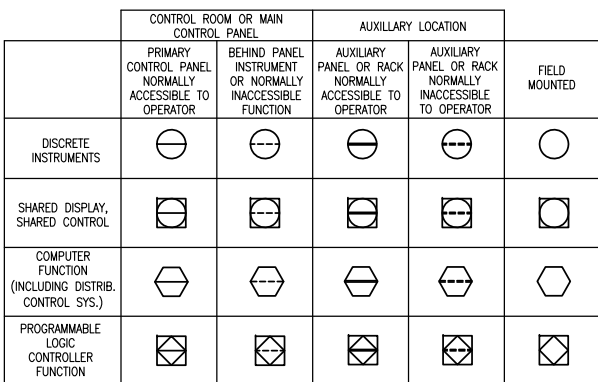 CONTROL ROOM OR MAIN
CONTROL PANEL
AUXILLARY LOCATION
PRIMARY
CONTROL PANEL
NORMALLY
ACCESSIBLE TO
OPERATOR
BEHIND PANEL
INSTRUMENT
OR NORMALLY
INACCESSIBLE
FUNCTION
AUXILIARY
PANEL OR RACK
NORMALLY
ACCESSIBLE TO
OPERATOR
AUXILIARY
PANEL OR RACK
NORMALLY
INACCESSIBLE
TO OPERATOR
FIELD
MOUNTED
DISCRETE
INSTRUMENTS
SHARED DISPLAY,
SHARED CONTROL
COMPUTER
FUNCTION
(INCLUDING DISTRIB.
CONTROL SYS.)
PROGRAMMABLE
LOGIC
CONTROLLER
FUNCTION